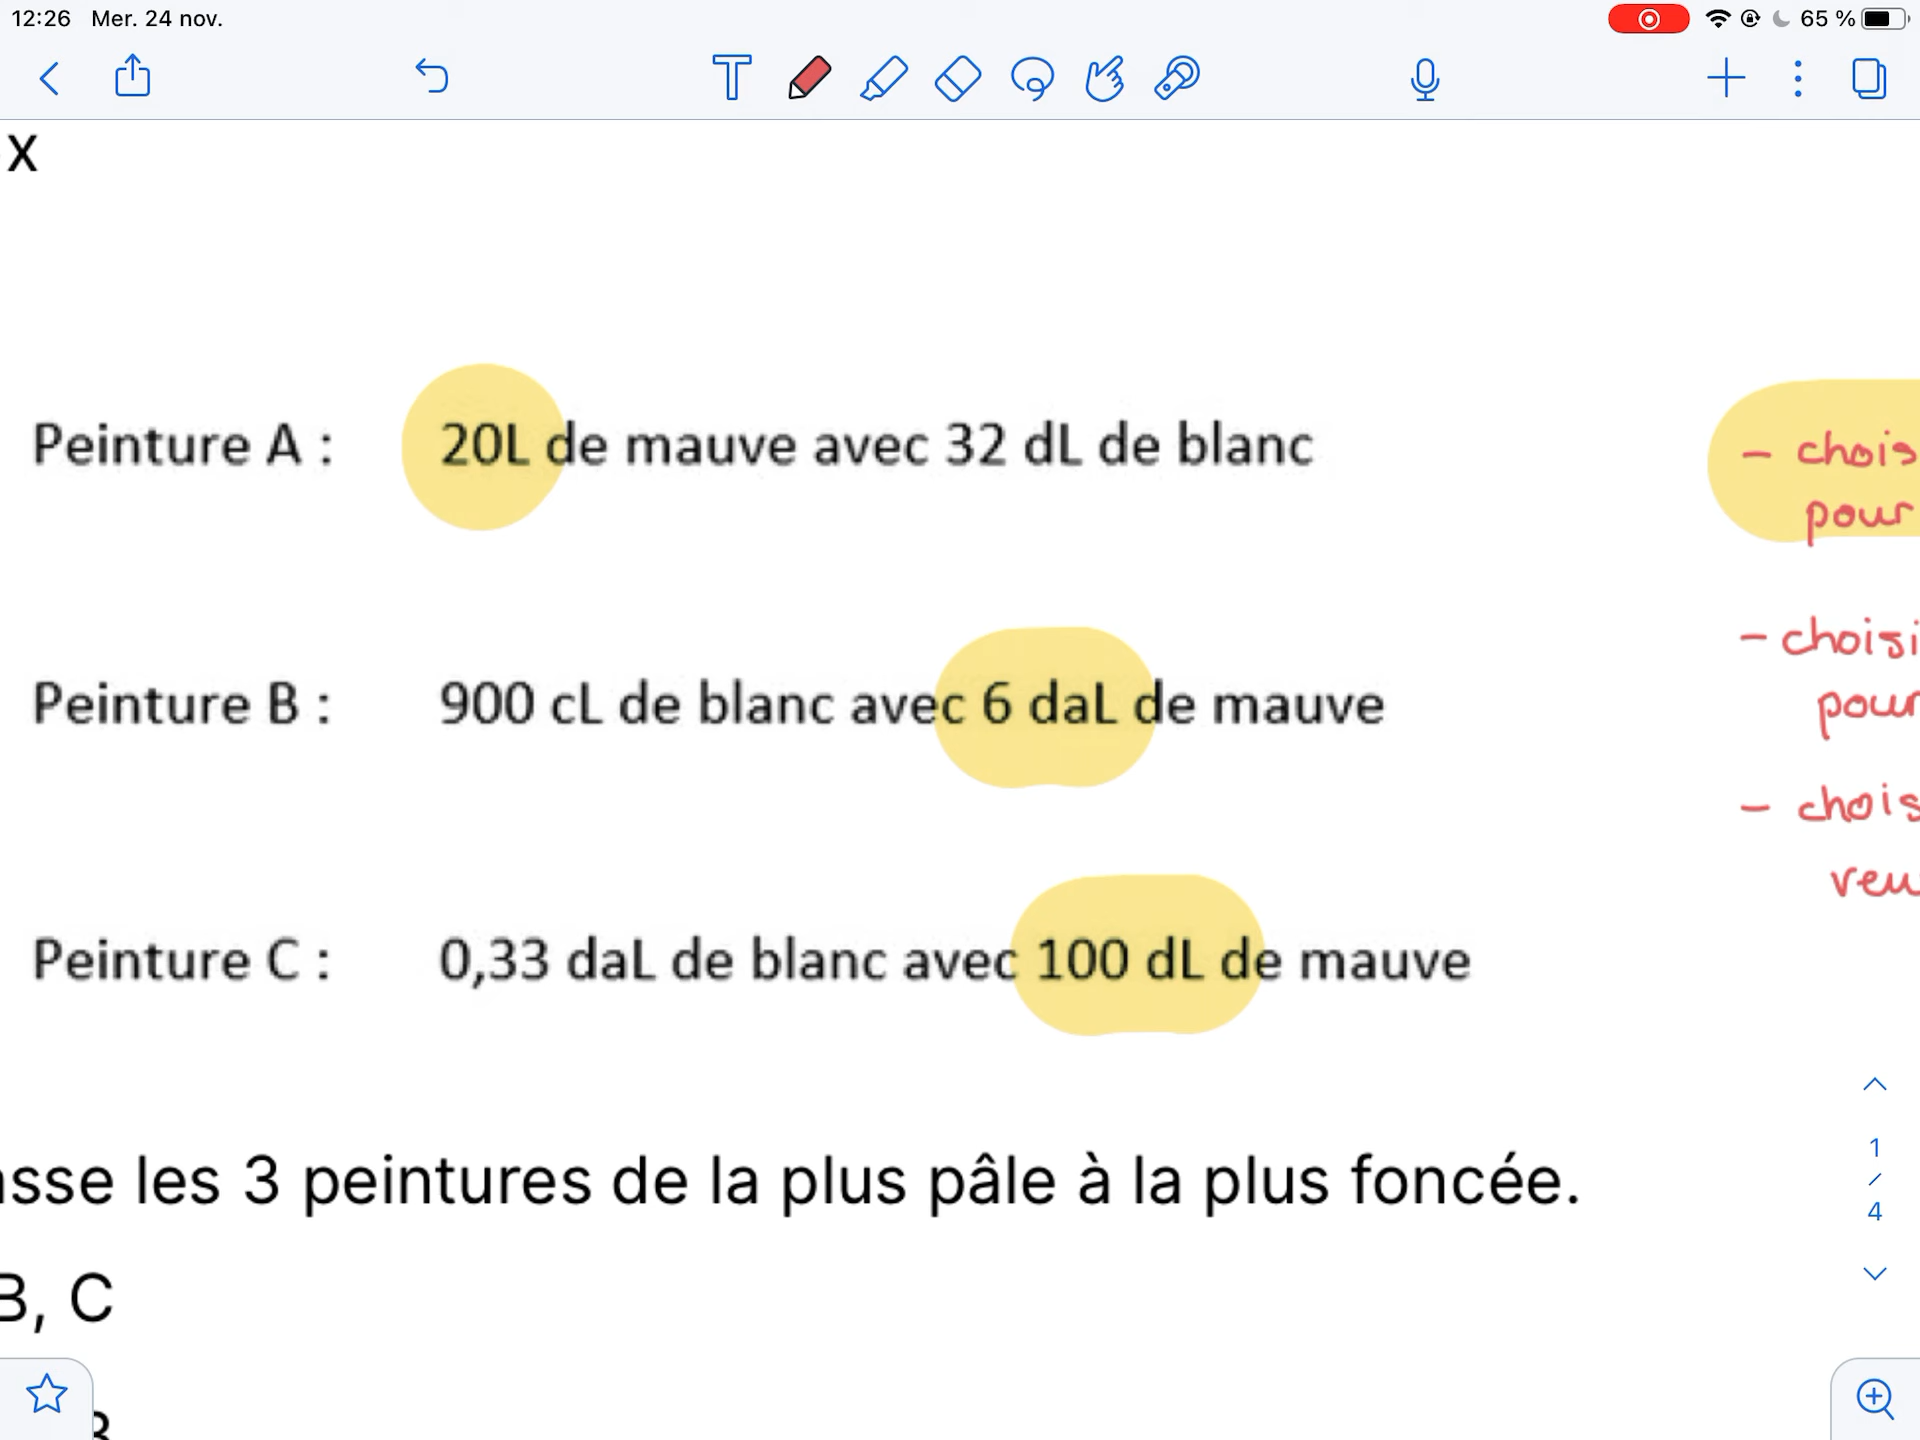 12:26 Mer. 24 nov. 65 %
X
Peinture A : 20L de mauve avec 32 dL de blanc
- chois
pour
Peinture B : 900 cL de blanc avec 6 daL de mauve
- choisi
pour
- chois
Peinture C : 0,33 daL de blanc avec 100 dL de mauve
1
/
4
asse les 3 peintures de la plus pâle à la plus foncée.
B, C